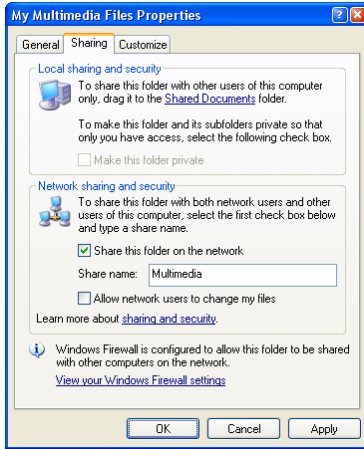 My Multimedia Files Properties
General Sharing Customize
Local sharing and security
To share this folder with other users of this computer
only, drag it to the Shared Documents folder.
To make this folder and its subfolders private so that
only you have access, select the following check box.
Make this folder private
Network sharing and security
To share this folder with both network users and other
users of this computer, select the first check box below
and type a share name.
Share this folder on the network
Share name: Multimedia
Allow network users to change my files
Learn more about sharing and security.
Windows Firewall is configured to allow this folder to be shared
with other computers on the network.
View your Windows Firewall settings
OK Cancel Apply